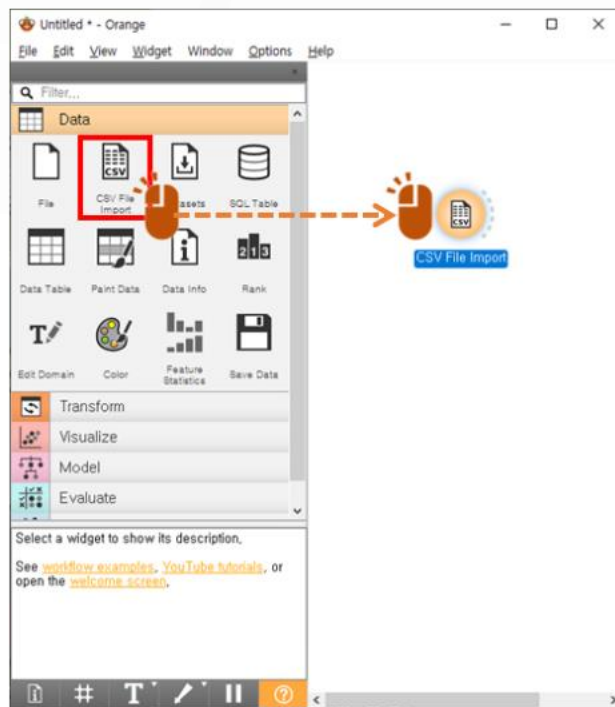 Untitled * - Orange
File Edit View Widget Window Options Help
Filter...
Data
File
CSV File Import
asets
SQL Table
Data Table
Paint Data
Data Info
Rank
Edit Domain
Color
Feature Statistics
Save Data
CSV File Import
Transform
Visualize
Model
Evaluate
Select a widget to show its description.
See workflow examples, YouTube tutorials, or
open the welcome screen.